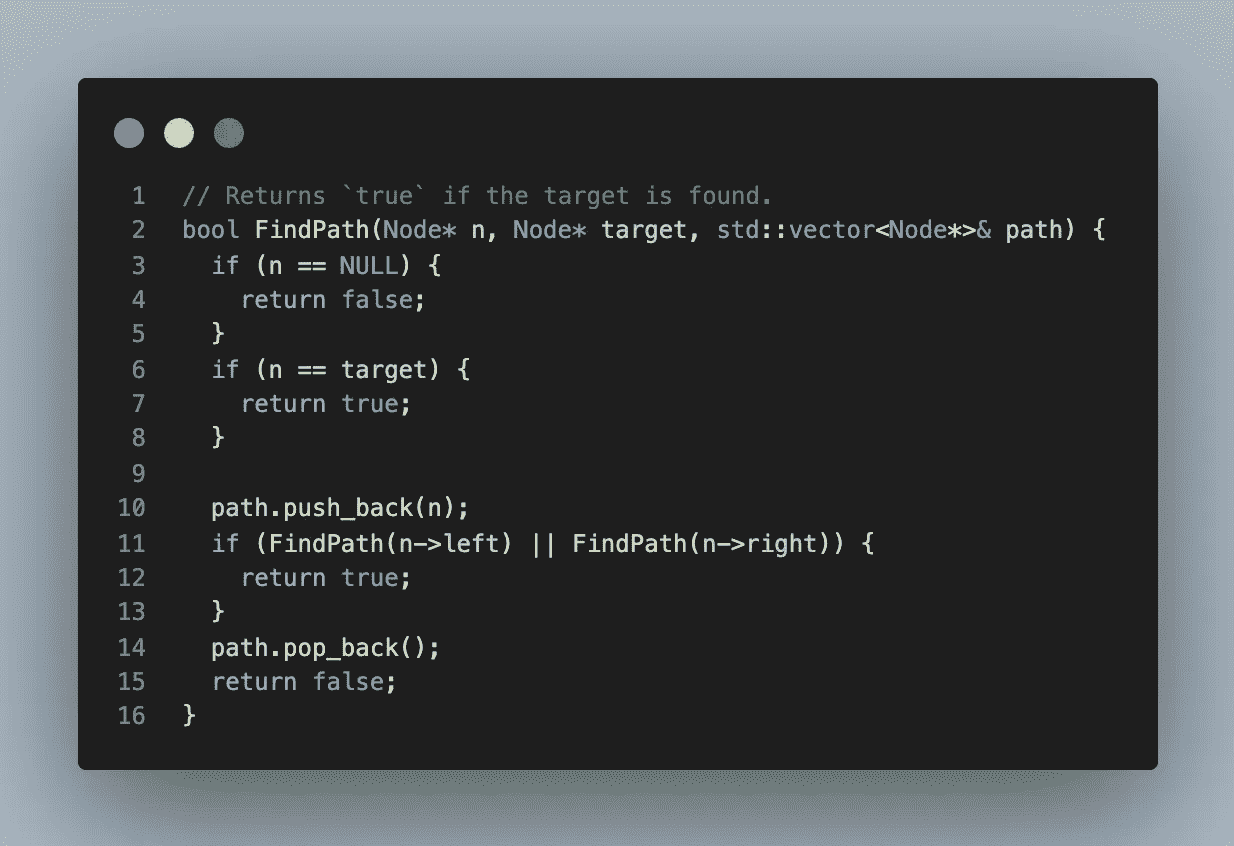 1 // Returns `true` if the target is found.
2 bool FindPath(Node* n, Node* target, std::vector<Node*>& path) {
3   if (n == NULL) {
4     return false;
5   }
6   if (n == target) {
7     return true;
8   }
9
10   path.push_back(n);
11   if (FindPath(n->left) || FindPath(n->right)) {
12     return true;
13   }
14   path.pop_back();
15   return false;
16 }